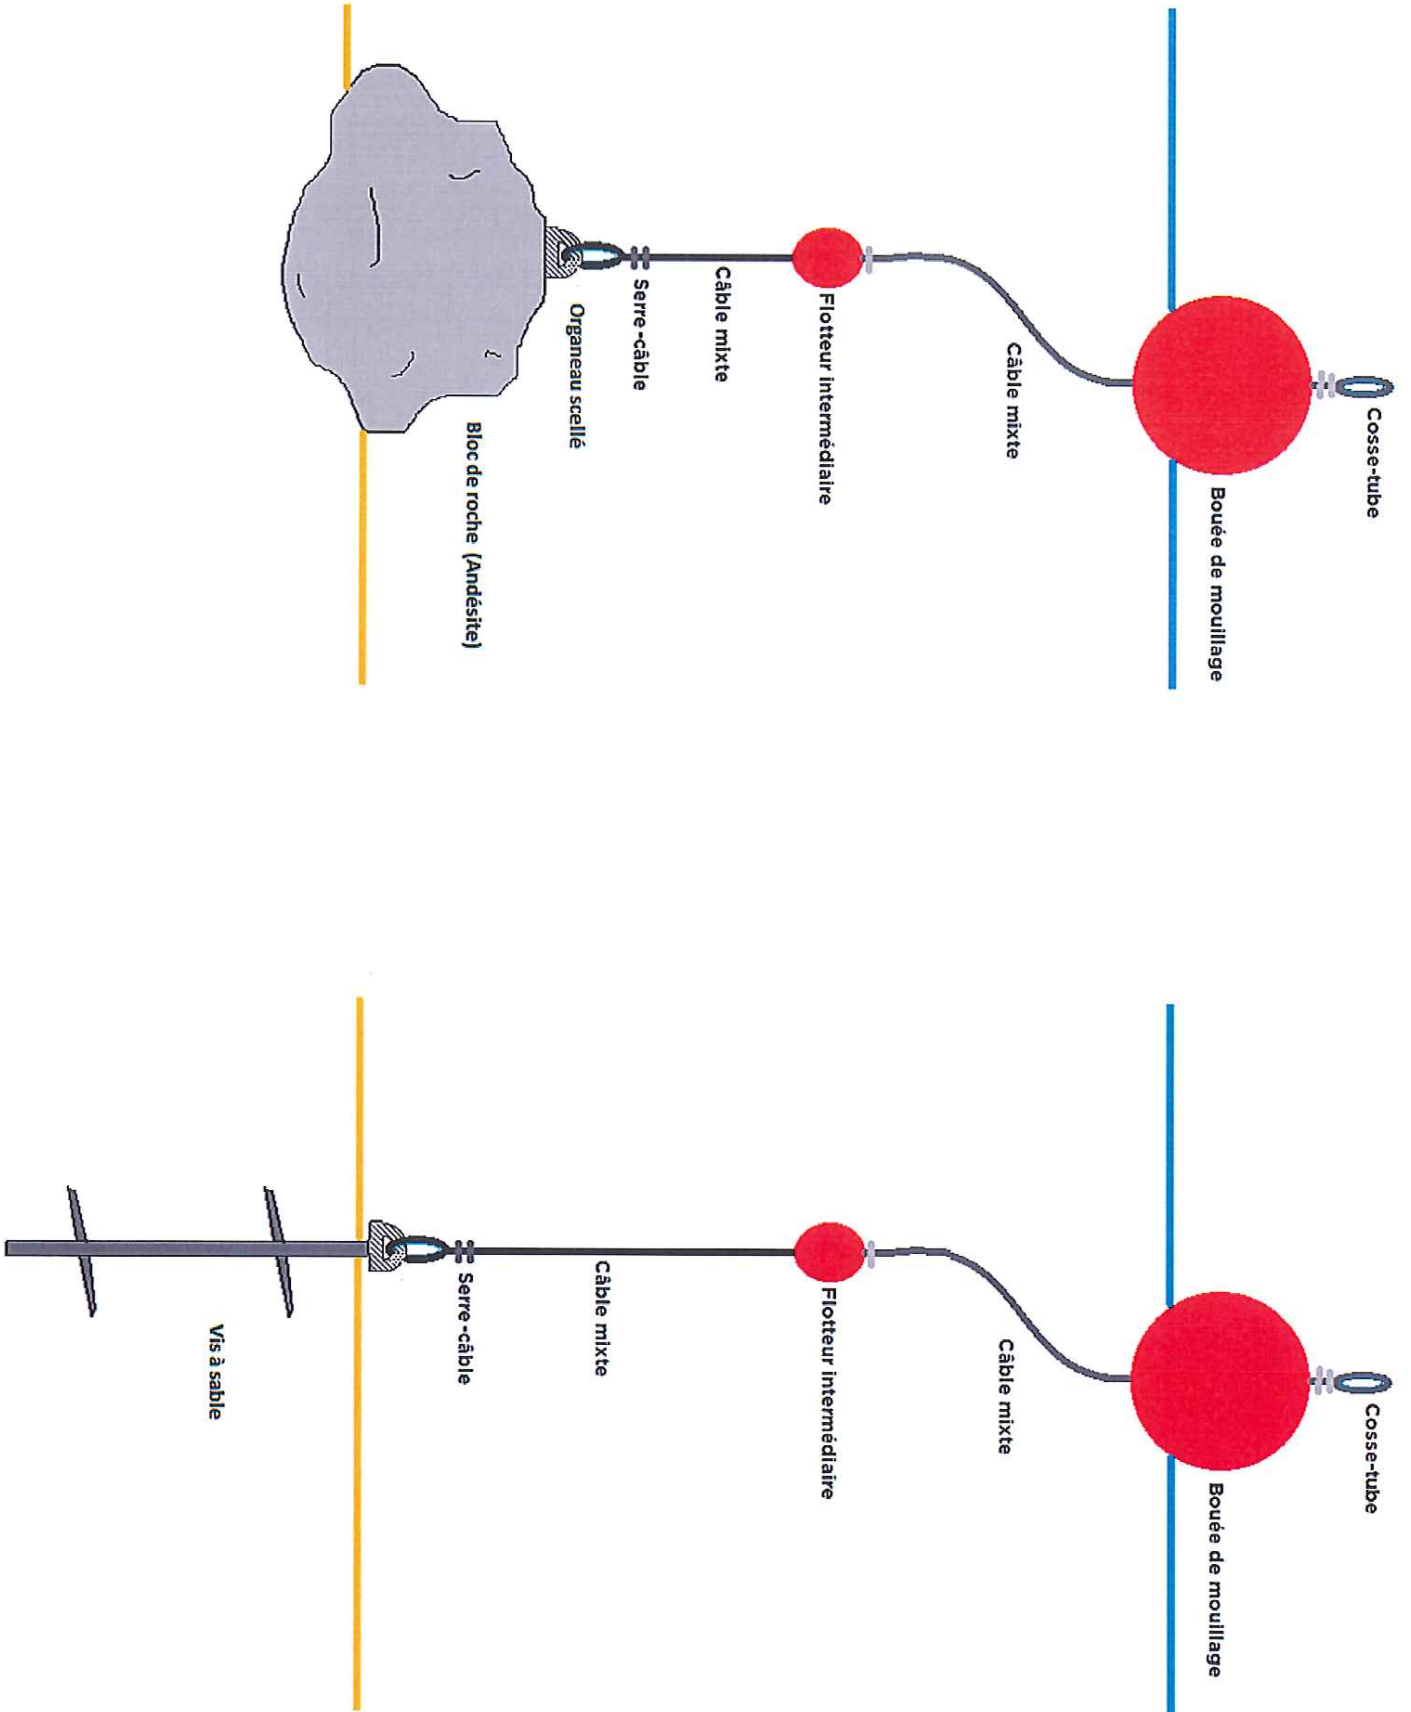 Cosse-tube
Bouée de mouillage
Câble mixte
Flotteur intermédiaire
Câble mixte
Serre -câble
Organeau scellé
Bloc de roche (Andésite)
Cosse-tube
Bouée de mouillage
Câble mixte
Flotteur intermédiaire
Câble mixte
Serre -câble
Vis à sable